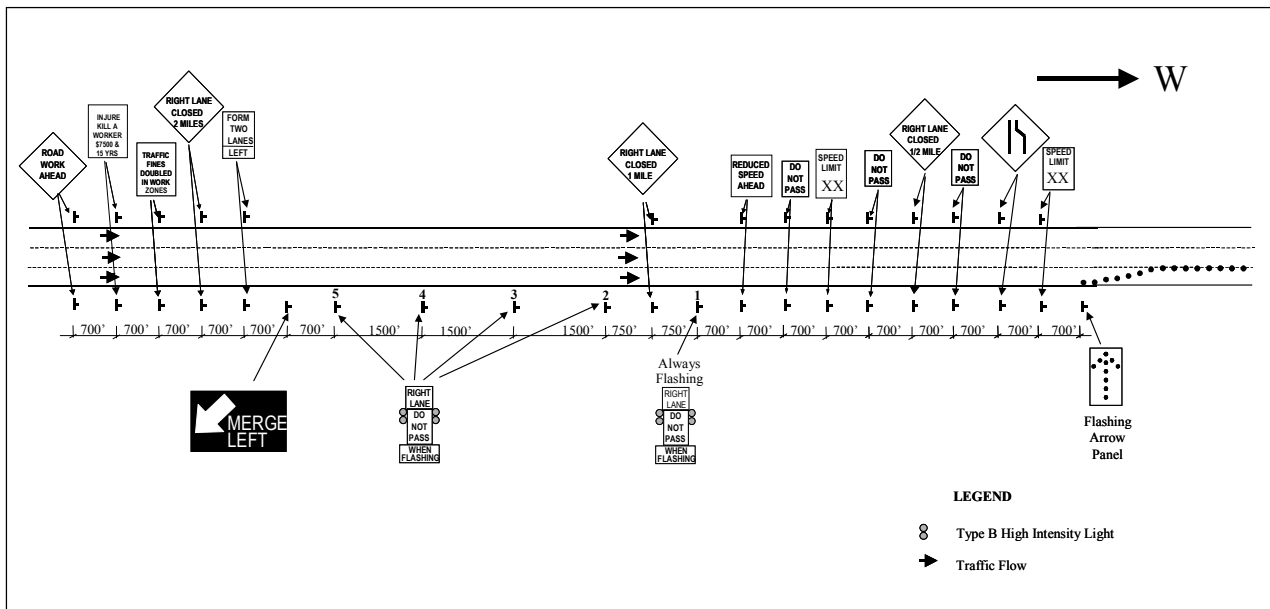 W
ROAD
WORK
AHEAD
INJURE
KILL A
WORKER
$7500 &
15 YRS
TRAFFIC
FINES
DOUBLED
IN WORK
ZONES
RIGHT LANE
CLOSED
2 MILES
FORM
TWO
LANES
LEFT
RIGHT LANE
CLOSED
1 MILE
REDUCED
SPEED
AHEAD
DO
NOT
PASS
SPEED
LIMIT
XX
DO
NOT
PASS
RIGHT LANE
CLOSED
1/2 MILE
DO
NOT
PASS
SPEED
LIMIT
XX
5 4 3 2 1
700' 700' 700' 700' 700' 700' 1500' 1500' 1500' 750' 750' 700' 700' 700' 700' 700' 700' 700' 700' 700'
MERGE
LEFT
RIGHT
LANE
DO
NOT
PASS
WHEN
FLASHING
Always
Flashing
RIGHT
LANE
DO
NOT
PASS
WHEN
FLASHING
Flashing
Arrow
Panel
LEGEND
Type B High Intensity Light
Traffic Flow